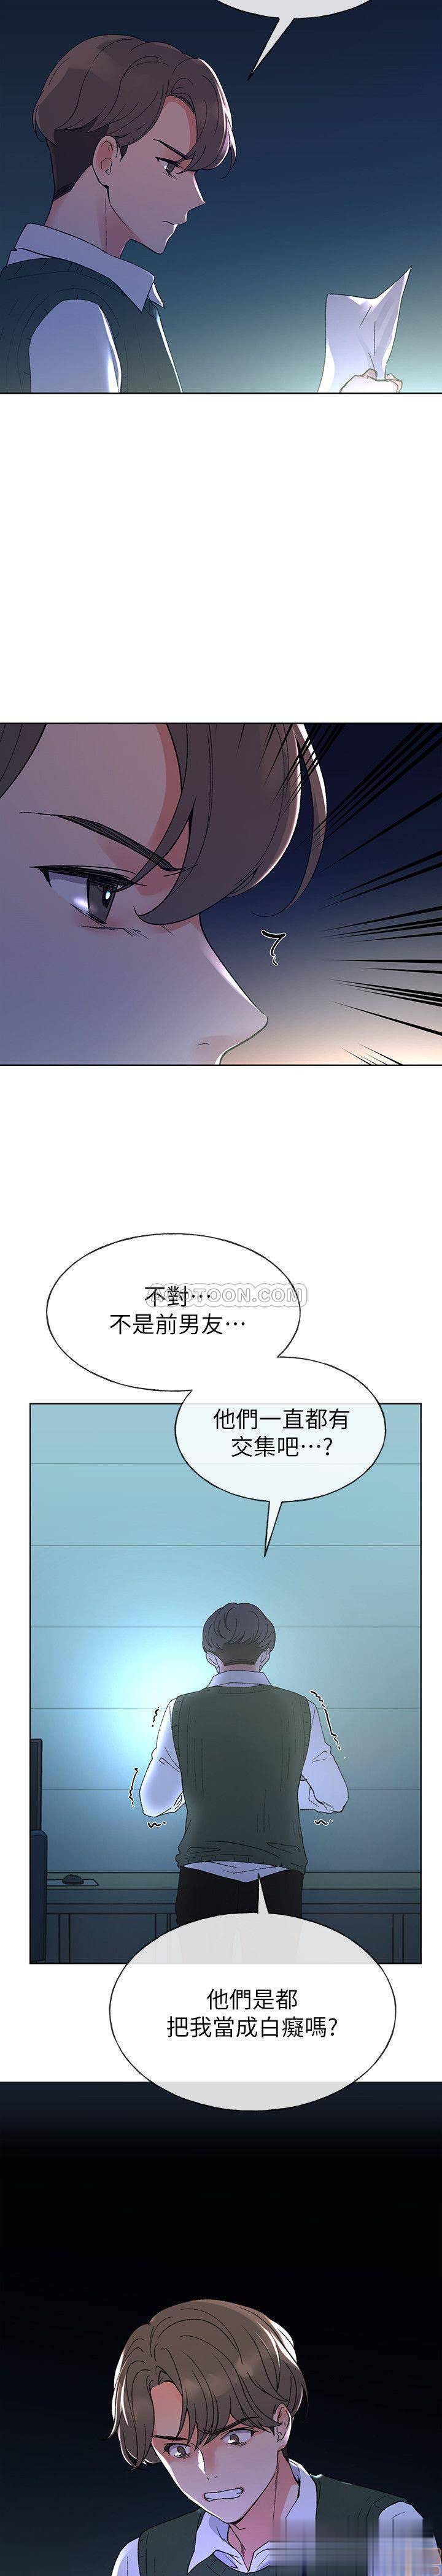 不對⋯
不是前男友⋯
他們一直都有
交集吧⋯?
他們是都
把我當成白癡嗎?